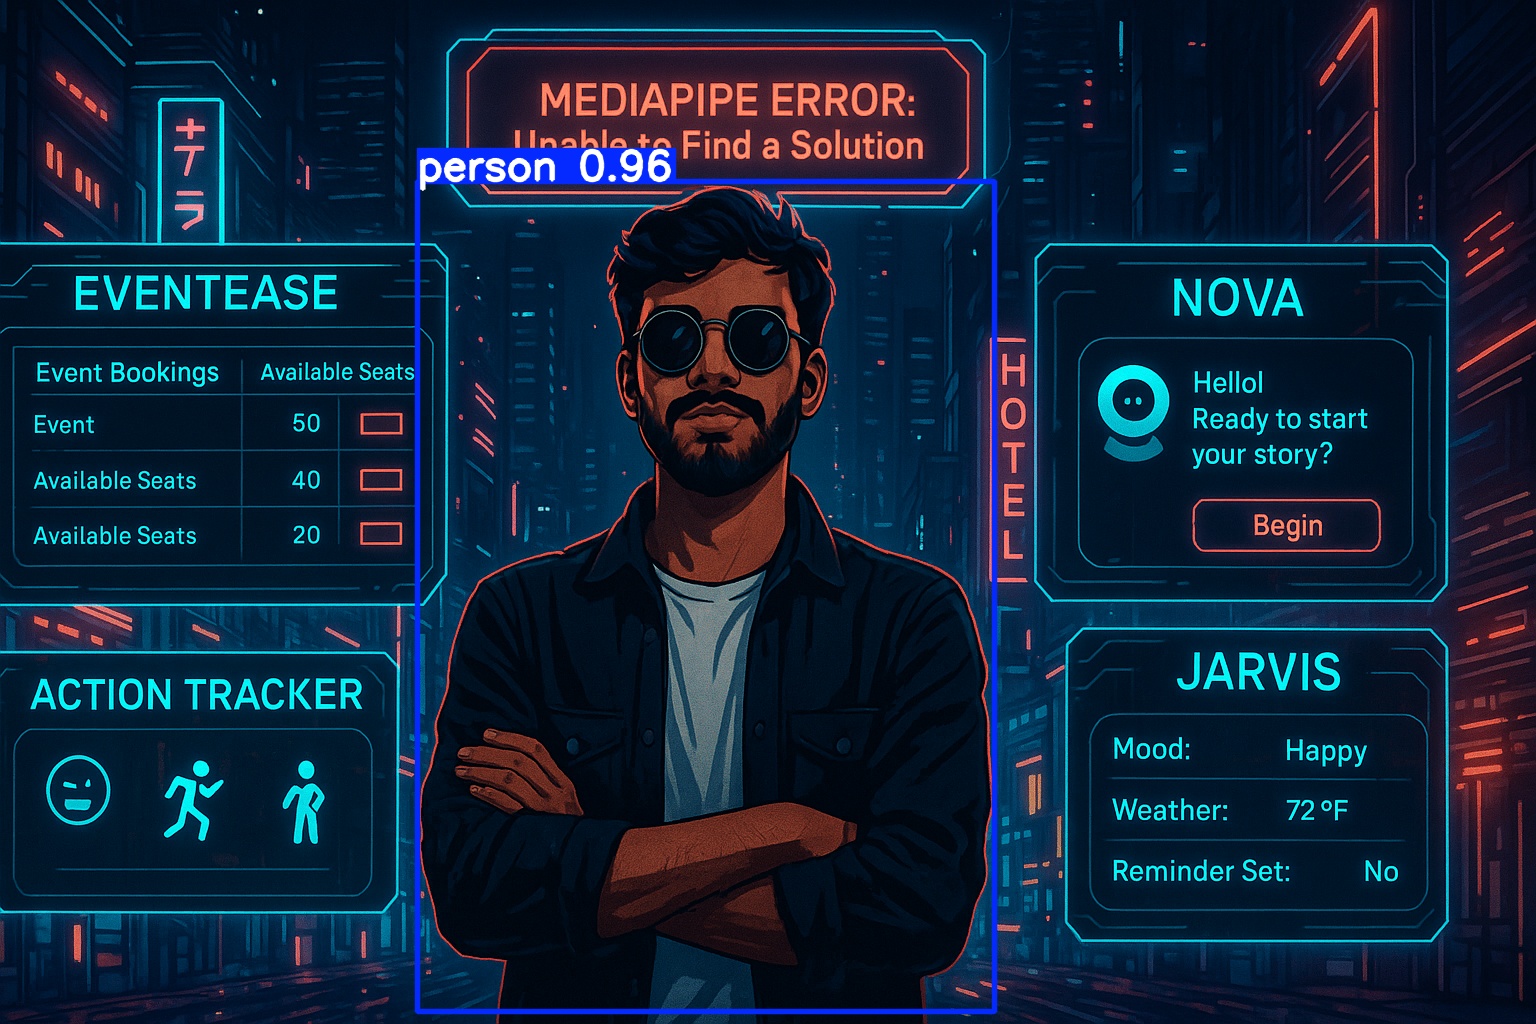 MEDIAPIPE ERROR:
Unable to Find a Solution
person 0.96
EVENTEASE
Event Bookings Available Seats
Event 50
Available Seats 40
Available Seats 20
ACTION TRACKER
HOTEL
NOVA
Hellol
Ready to start
your story?
Begin
JARVIS
Mood: Happy
Weather: 72 °F
Reminder Set: No